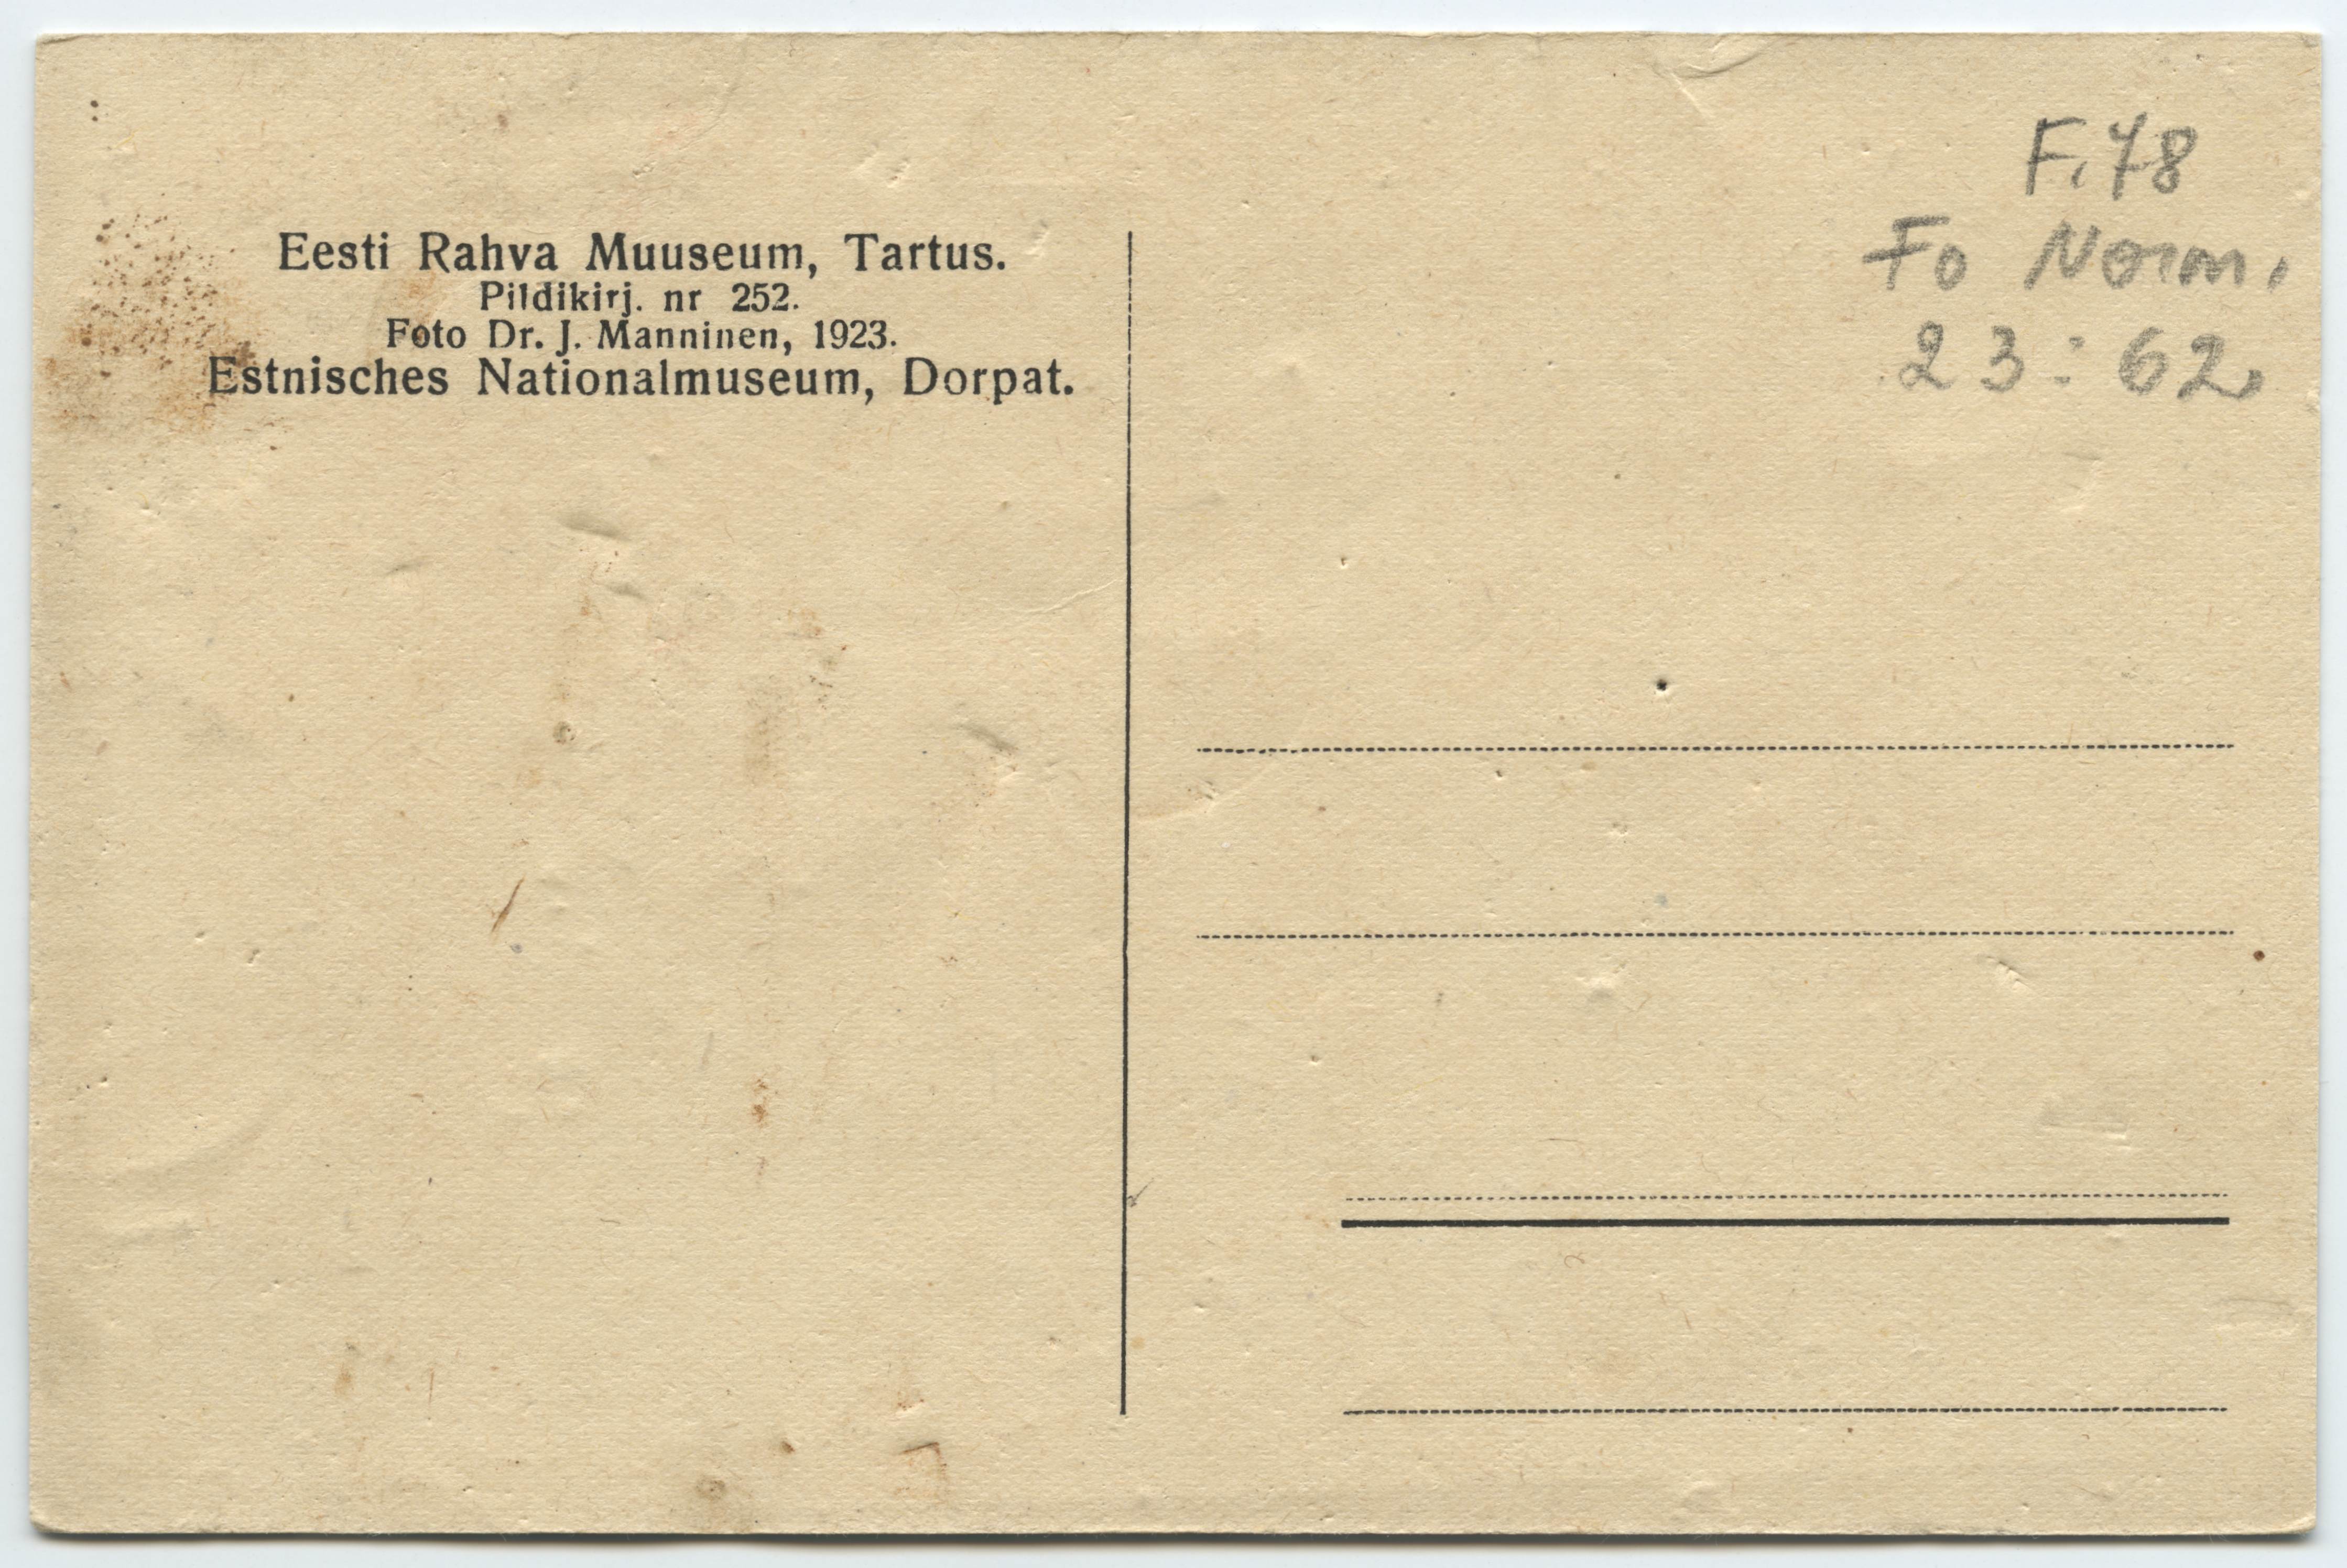 Eesti Rahva Muuseum, Tartus.
Pildikirj. nr 252.
Foto Dr. J. Manninen, 1923.
Estnisches Nationalmuseum, Dorpat.
F. 78
Fo Norm.
23:62.